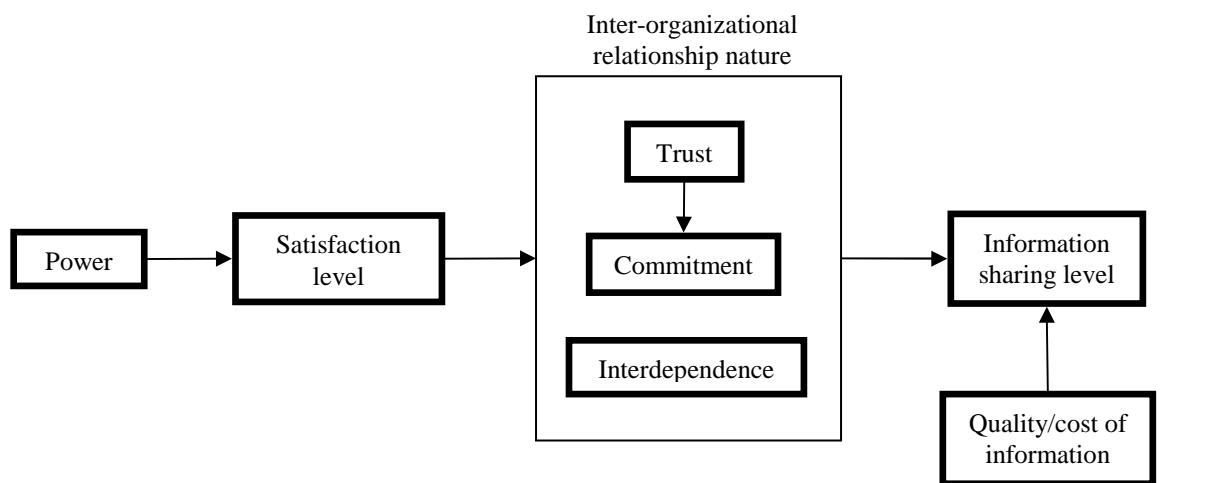 Inter-organizational
relationship nature
Trust
Power
Satisfaction
level
Commitment
Information
sharing level
Interdependence
Quality/cost of
information